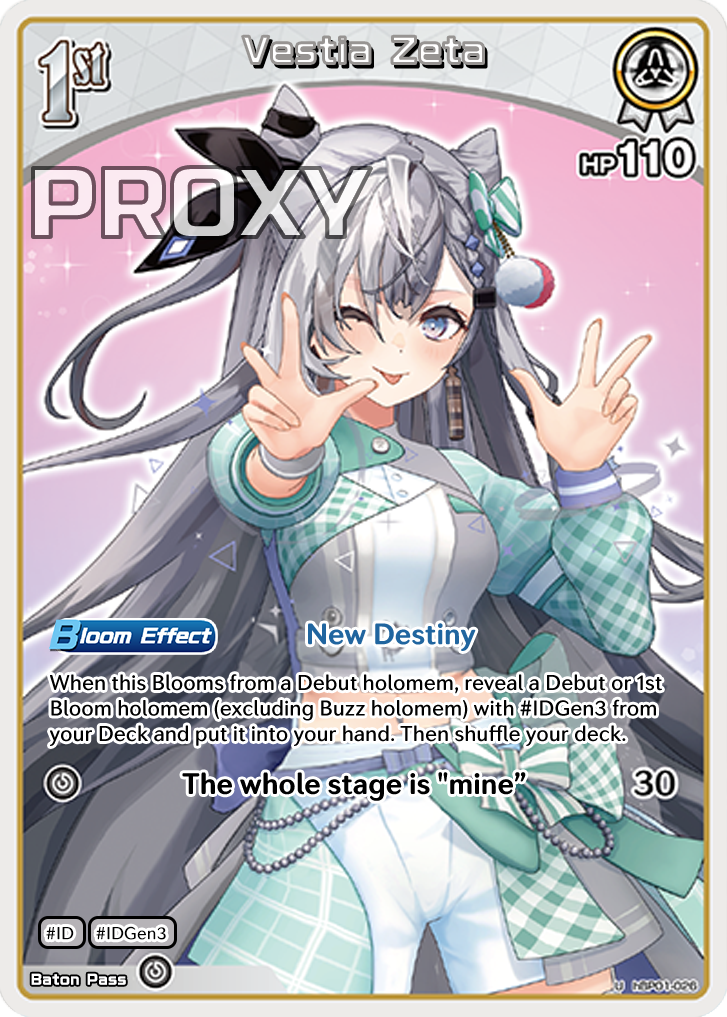 1st
Vestia Zeta
HP110
PROXY
Bloom Effect
New Destiny
When this Blooms from a Debut holomem, reveal a Debut or 1st
Bloom holomem (excluding Buzz holomem) with #IDGen3 from
your Deck and put it into your hand. Then shuffle your deck.
The whole stage is "mine” 30
#ID #IDGen3
Baton Pass
U hBP01-026